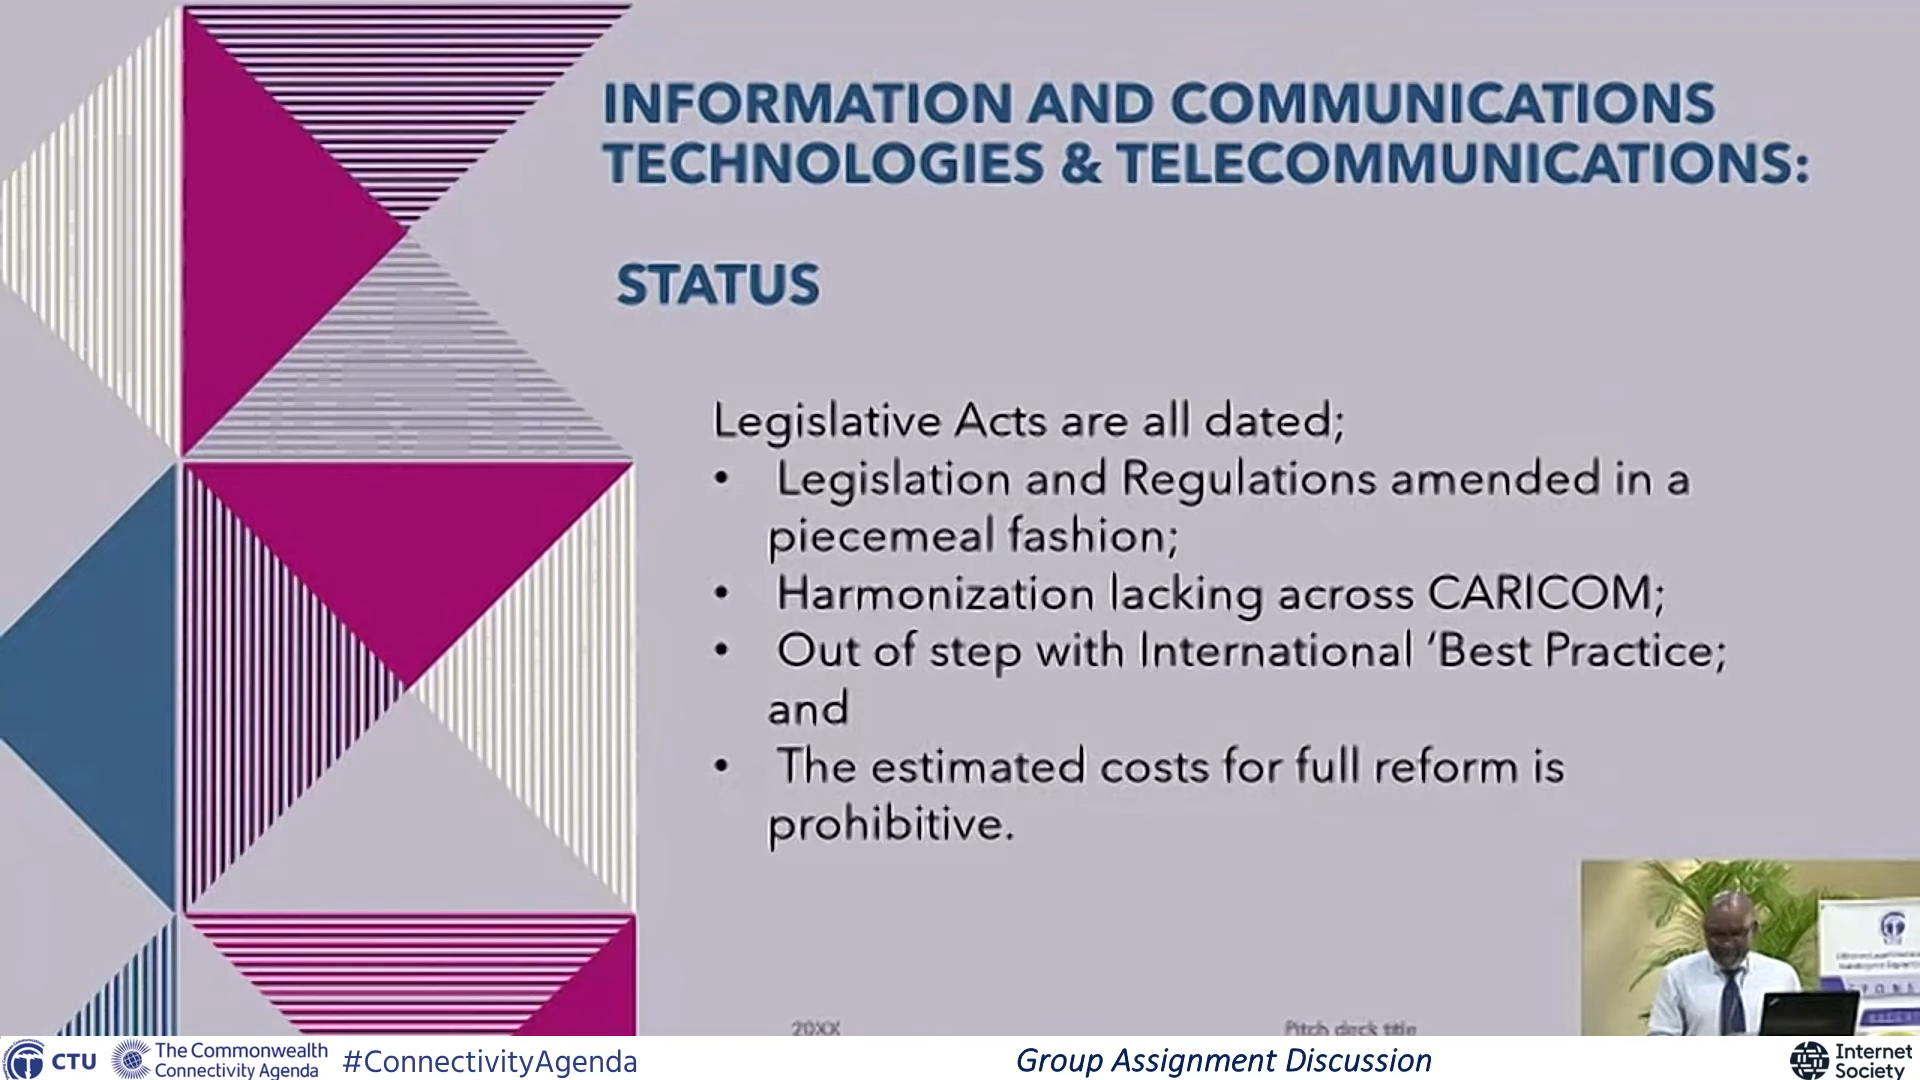 INFORMATION AND COMMUNICATIONS
TECHNOLOGIES & TELECOMMUNICATIONS:
STATUS
Legislative Acts are all dated;
• Legislation and Regulations amended in a
piecemeal fashion;
• Harmonization lacking across CARICOM;
• Out of step with International ‘Best Practice;
and
• The estimated costs for full reform is
prohibitive.
20XX
Pitch deck title
CTU
The Commonwealth
Connectivity Agenda
#ConnectivityAgenda
Group Assignment Discussion
Internet
Society